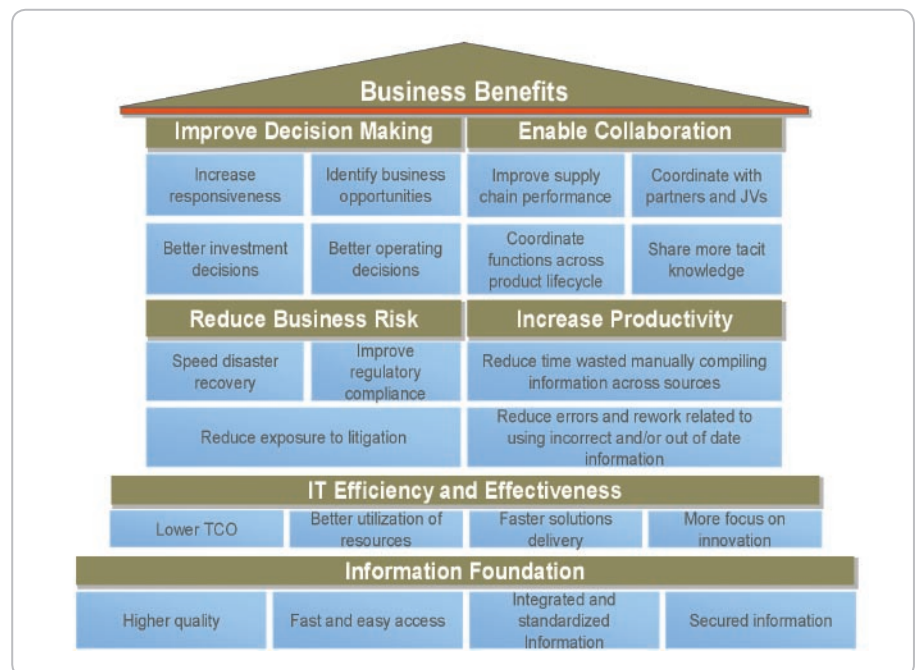 Business Benefits
Improve Decision Making
Enable Collaboration
Increase
responsiveness
Identify business
opportunities
Improve supply
chain performance
Coordinate with
partners and JVs
Better investment
decisions
Better operating
decisions
Coordinate
functions across
product lifecycle
Share more tacit
knowledge
Reduce Business Risk
Increase Productivity
Speed disaster
recovery
Improve
regulatory
compliance
Reduce time wasted manually compiling
information across sources
Reduce exposure to litigation
Reduce errors and rework related to
using incorrect and/or out of date
information
IT Efficiency and Effectiveness
Lower TCO
Better utilization of
resources
Faster solutions
delivery
More focus on
innovation
Information Foundation
Higher quality
Fast and easy access
Integrated and
standardized
Information
Secured information